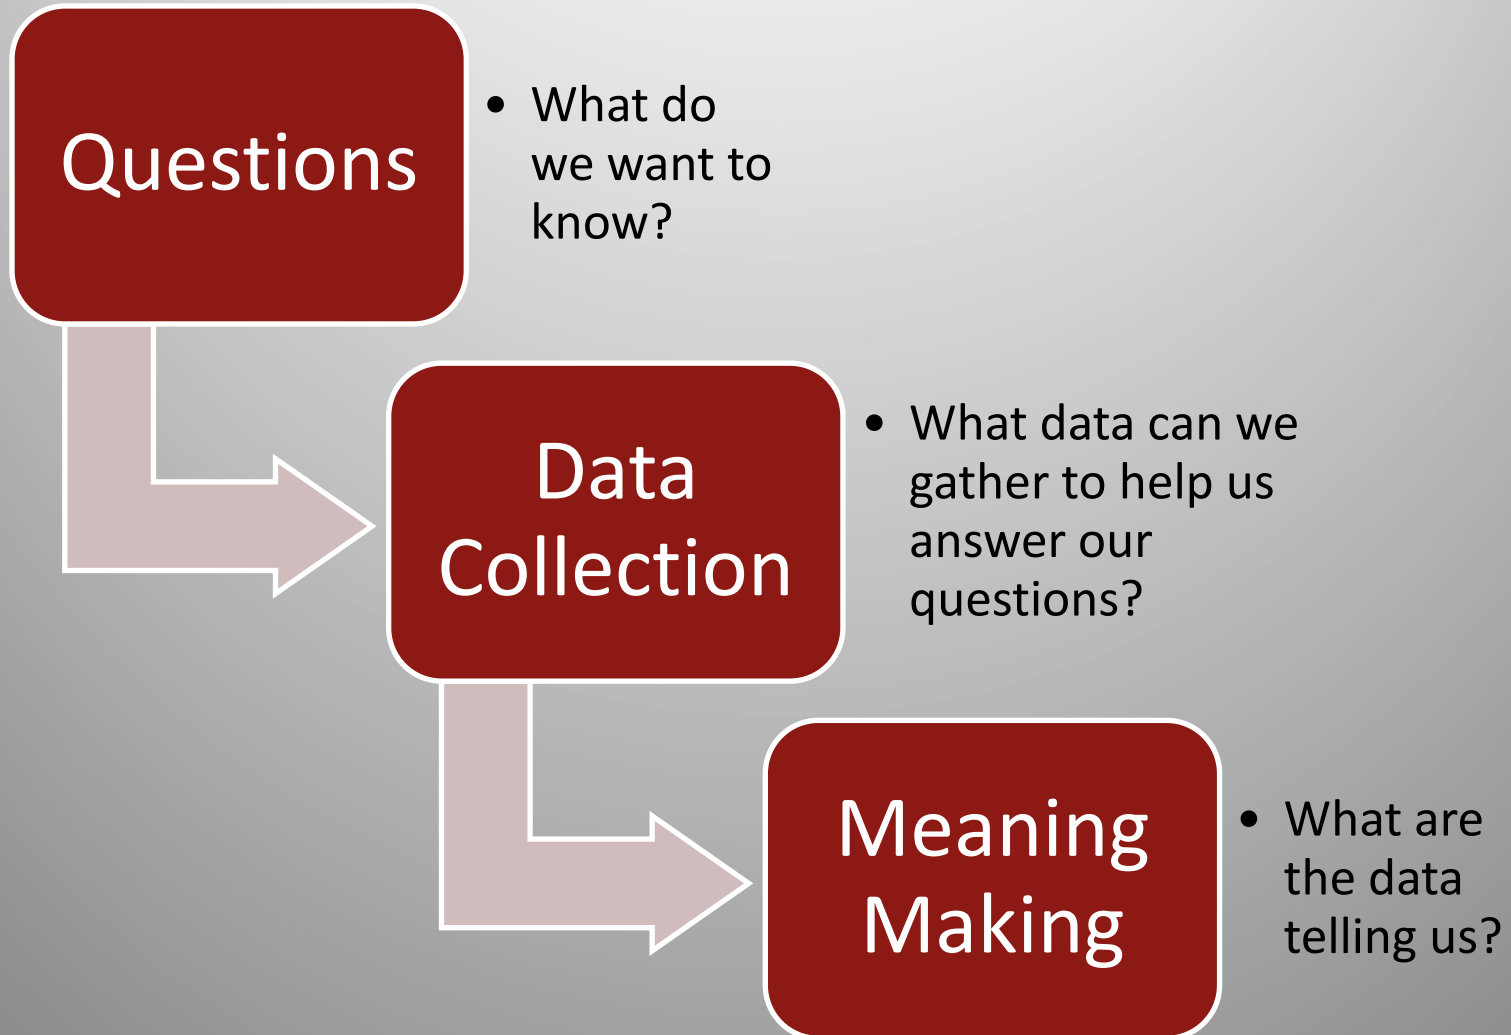 Questions
• What do
we want to
know?
Data
Collection
• What data can we
gather to help us
answer our
questions?
Meaning
Making
• What are
the data
telling us?